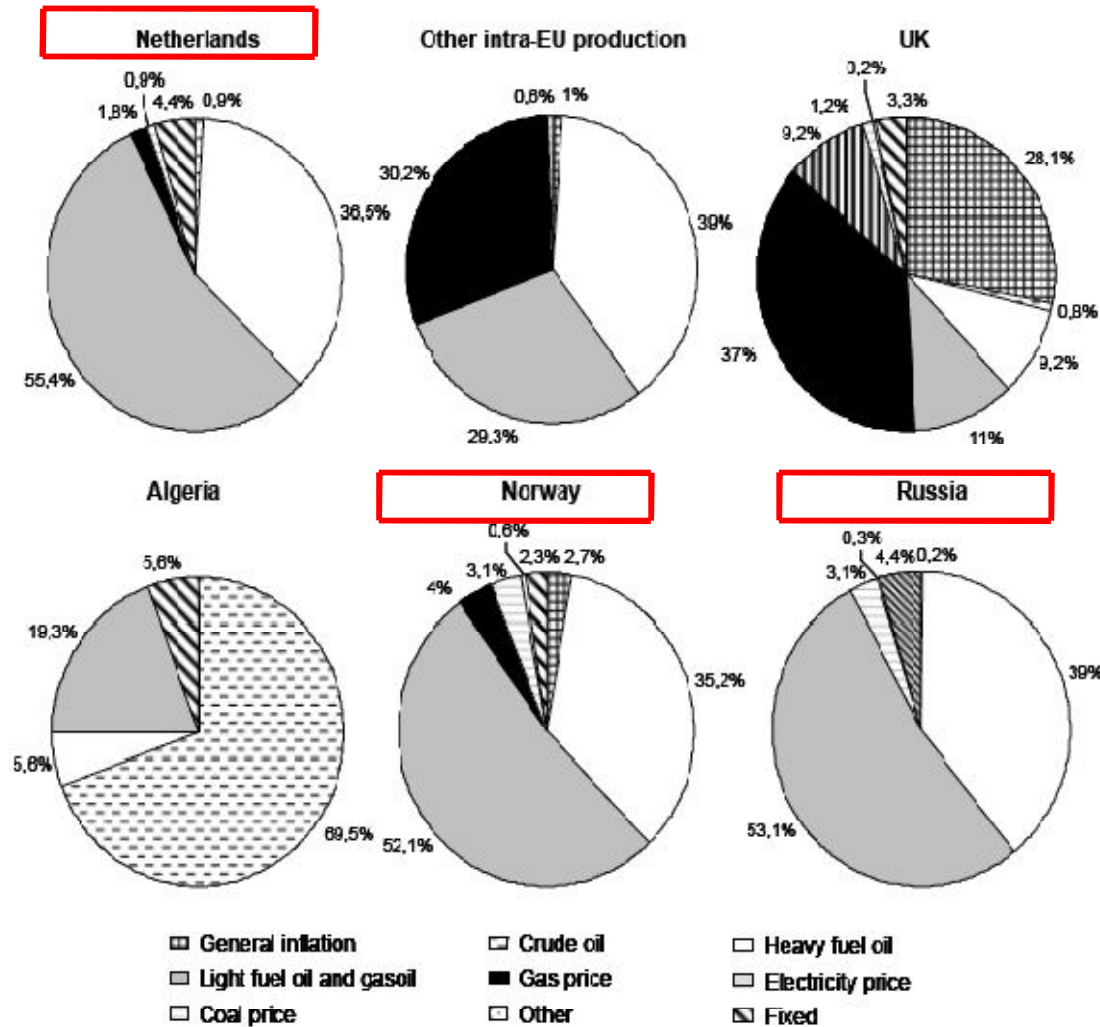 Netherlands
0,9%
1,8%
4,4%
0,9%
36,5%
55,4%
Other intra-EU production
0,6%
1%
30,2%
39%
29,3%
UK
0,2%
1,2%
3,3%
9,2%
28,1%
0,8%
37%
9,2%
11%
Algeria
5,6%
19,3%
5,6%
69,5%
Norway
0,6%
3,1%
2,3%
2,7%
4%
35,2%
52,1%
Russia
0,3%
3,1%
4,4%
0,2%
39%
53,1%
General inflation
Crude oil
Heavy fuel oil
Light fuel oil and gasoil
Gas price
Electricity price
Coal price
Other
Fixed